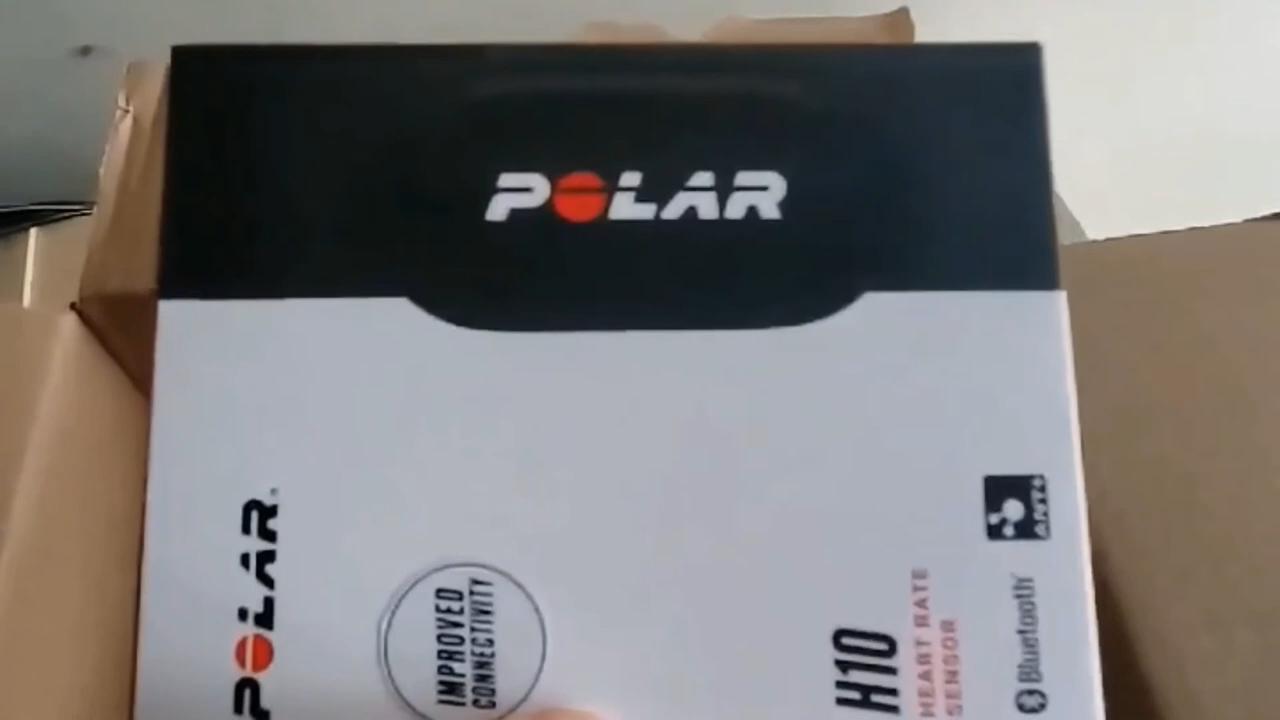 POLAR
POLAR
IMPROVED
CONNECTIVITY
H10
HEART RATE
SENSOR
Bluetooth
ANT+